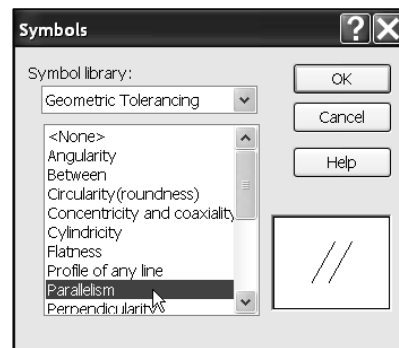 Symbols
Symbol library:
Geometric Tolerancing
<None>
Angularity
Between
Circularity(roundness)
Concentricity and coaxiality
Cylindricity
Flatness
Profile of any line
Parallelism
Perpendicularity
OK
Cancel
Help